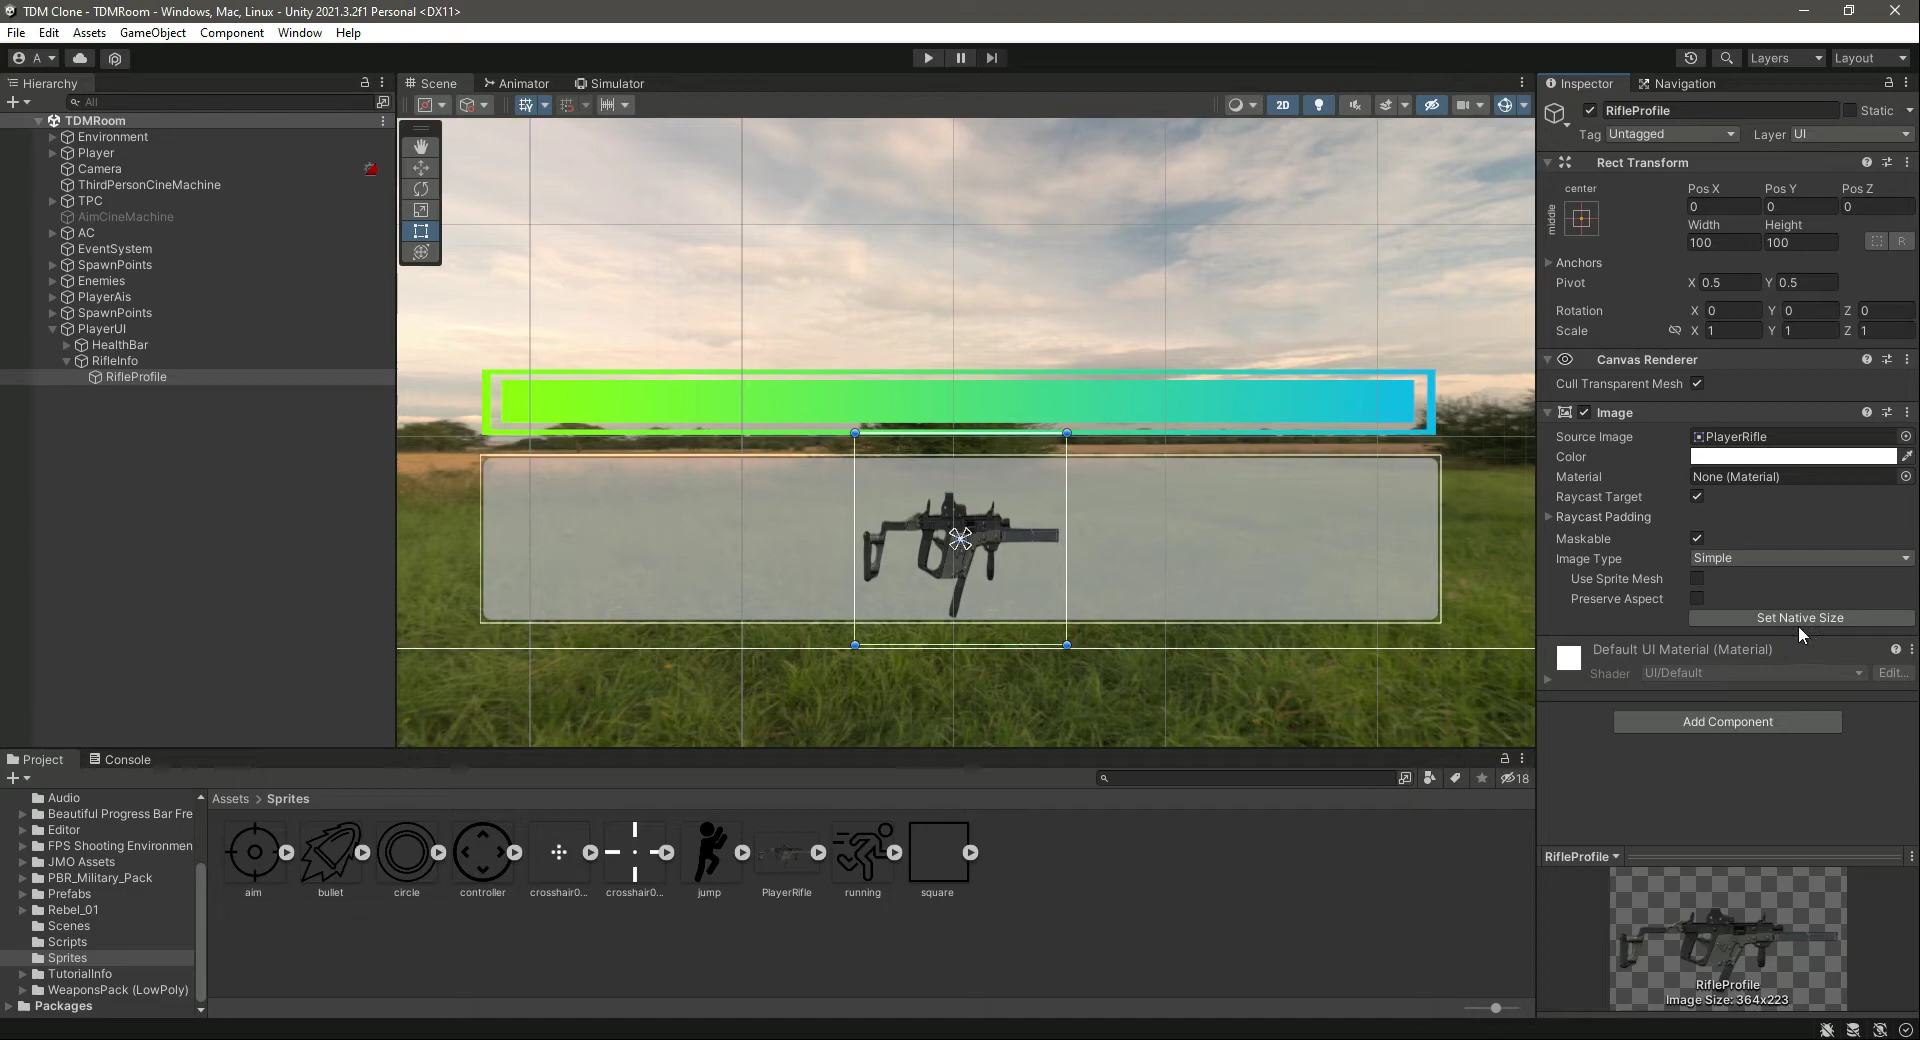 TDM Clone - TDMRoom - Windows, Mac, Linux - Unity 2021.3.2f1 Personal <DX11>
File Edit Assets GameObject Component Window Help
A Layers Layout
Hierarchy
All
TDMRoom
Environment
Player
Camera
ThirdPersonCineMachine
TPC
AimCineMachine
AC
EventSystem
SpawnPoints
Enemies
PlayerAis
SpawnPoints
PlayerUI
HealthBar
RifleInfo
RifleProfile
Scene Animator Simulator
2D
Inspector Navigation
RifleProfile Static
Tag Untagged Layer UI
Rect Transform
center
middle
Pos X Pos Y Pos Z
0 0 0
Width Height
100 100 R
Anchors
Pivot X 0.5 Y 0.5
Rotation X 0 Y 0 Z 0
Scale X 1 Y 1 Z 1
Canvas Renderer
Cull Transparent Mesh
Image
Source Image PlayerRifle
Color
Material None (Material)
Raycast Target
Raycast Padding
Maskable
Image Type Simple
Use Sprite Mesh
Preserve Aspect
Set Native Size
Default UI Material (Material)
Shader UI/Default Edit...
Add Component
RifleProfile
RifleProfile
Image Size: 364x223
Project Console
18
Audio
Beautiful Progress Bar Fre
Editor
FPS Shooting Environmen
JMO Assets
PBR_Military_Pack
Prefabs
Rebel_01
Scenes
Scripts
Sprites
TutorialInfo
WeaponsPack (LowPoly)
Packages
Assets > Sprites
aim bullet circle controller crosshair0... crosshair0... jump PlayerRifle running square